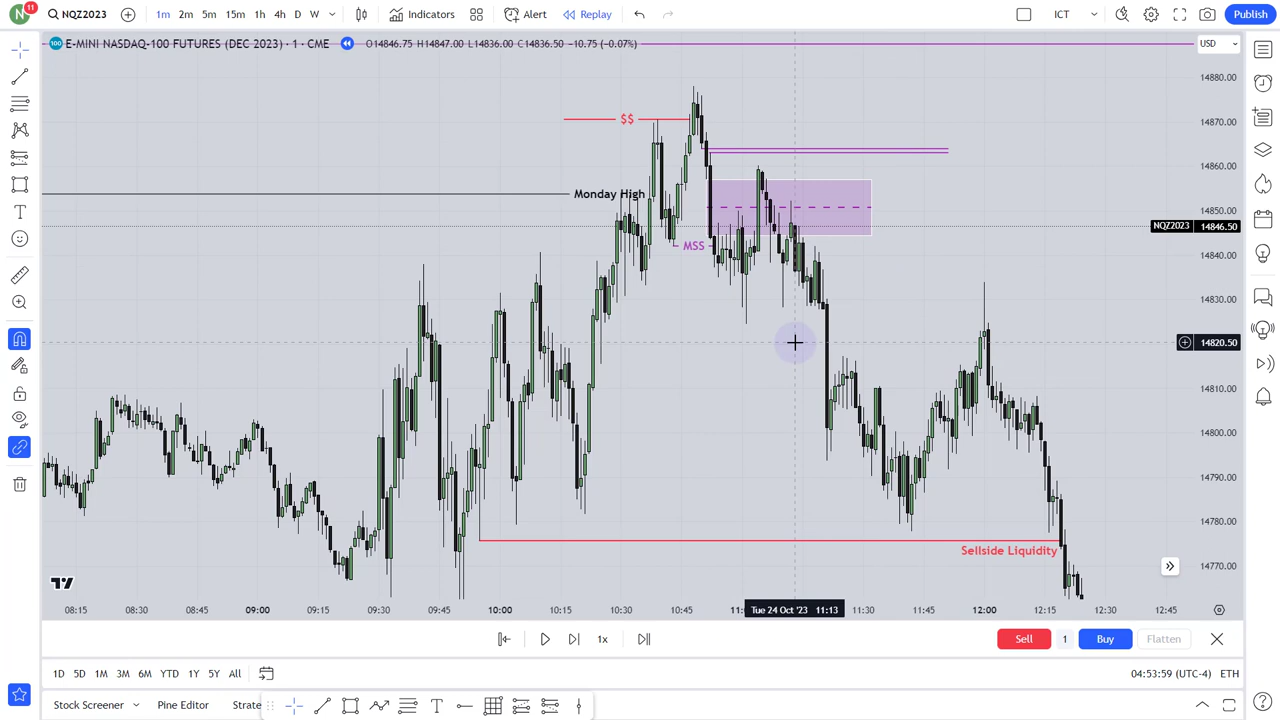 N 11 NQZ2023 1m 2m 5m 15m 1h 4h D W Indicators Alert Replay ICT Publish
100 E-MINI NASDAQ-100 FUTURES (DEC 2023) · 1 · CME O14846.75 H14847.00 L14836.00 C14836.50 −10.75 (−0.07%) USD
14880.00
$$ 14870.00
14860.00
Monday High
14850.00
NQZ2023 14846.50
MSS
14840.00
14830.00
14820.50
14810.00
14800.00
14790.00
14780.00
Sellside Liquidity
14770.00
08:15 08:30 08:45 09:00 09:15 09:30 09:45 10:00 10:15 10:30 10:45 11: Tue 24 Oct '23 11:13 11:30 11:45 12:00 12:15 12:30 12:45
1x Sell 1 Buy Flatten
1D 5D 1M 3M 6M YTD 1Y 5Y All 04:53:59 (UTC-4) ETH
Stock Screener Pine Editor Strate